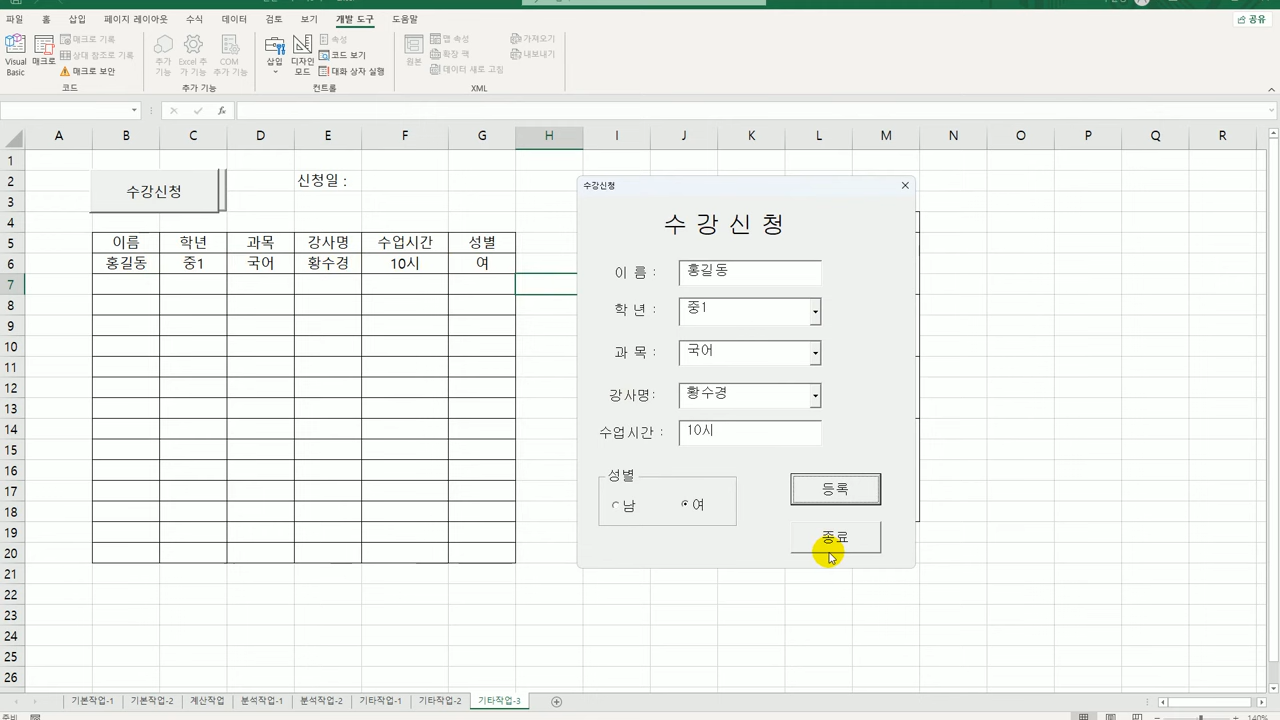 파일 홈 삽입 페이지 레이아웃 수식 데이터 검토 보기 개발 도구 도움말 공유
Visual Basic
매크로
매크로 기록
상대 참조로 기록
매크로 보안
코드
추가 기능
Excel 추가 기능
COM 추가 기능
추가 기능
삽입
디자인 모드
속성
코드 보기
대화 상자 실행
컨트롤
원본
맵 속성
확장 팩
데이터 새로 고침
가져오기
내보내기
XML
fx
A B C D E F G H I J K L M N O P Q R
1
2
3
4
5
6
7
8
9
10
11
12
13
14
15
16
17
18
19
20
21
22
23
24
25
26
수강신청
신청일 :
이름 학년 과목 강사명 수업시간 성별
홍길동 중1 국어 황수경 10시 여
수강신청
수 강 신 청
이 름 : 홍길동
학 년 : 중1
과 목 : 국어
강사명: 황수경
수업시간 : 10시
성별
남 여
등록
종료
기본작업-1 기본작업-2 계산작업 분석작업-1 분석작업-2 기타작업-1 기타작업-2 기타작업-3
준비
140%